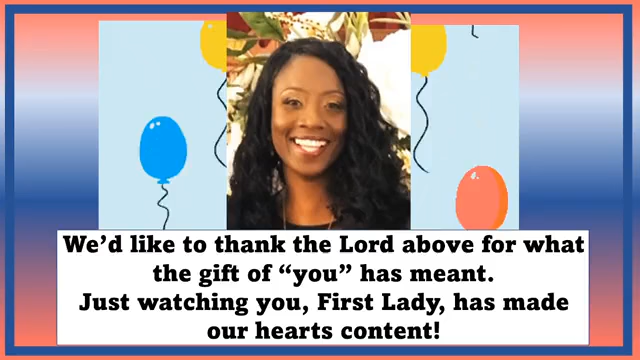 We’d like to thank the Lord above for what
the gift of “you” has meant.
Just watching you, First Lady, has made
our hearts content!